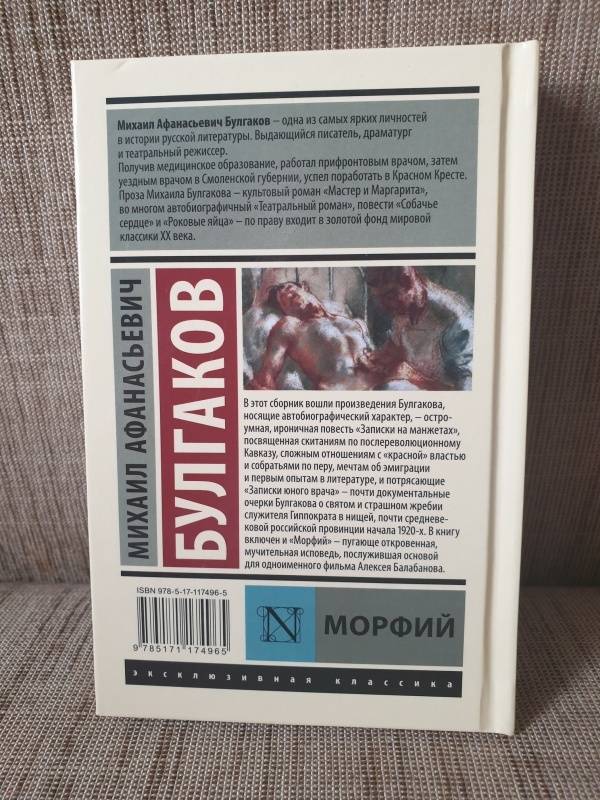 Михаил Афанасьевич Булгаков – одна из самых ярких личностей
в истории русской литературы. Выдающийся писатель, драматург
и театральный режиссер.
Получив медицинское образование, работал прифронтовым врачом, затем
уездным врачом в Смоленской губернии, успел поработать в Красном Кресте.
Проза Михаила Булгакова – культовый роман «Мастер и Маргарита»,
во многом автобиографичный «Театральный роман», повести «Собачье
сердце» и «Роковые яйца» – по праву входит в золотой фонд мировой
классики XX века.
МИХАИЛ АФАНАСЬЕВИЧ
БУЛГАКОВ
В этот сборник вошли произведения Булгакова,
носящие автобиографический характер, – остро-
умная, ироничная повесть «Записки на манжетах»,
посвященная скитаниям по послереволюционному
Кавказу, сложным отношениям с «красной» властью
и собратьями по перу, мечтам об эмиграции
и первым опытам в литературе, и потрясающие
«Записки юного врача» – почти документальные
очерки Булгакова о святом и страшном жребии
служителя Гиппократа в нищей, почти средневе-
ковой российской провинции начала 1920-х. В книгу
включен и «Морфий» – пугающе откровенная,
мучительная исповедь, послужившая основой
для одноименного фильма Алексея Балабанова.
ISBN 978-5-17-117496-5
9 785171 174965
N
МОРФИЙ
эксклюзивная классика